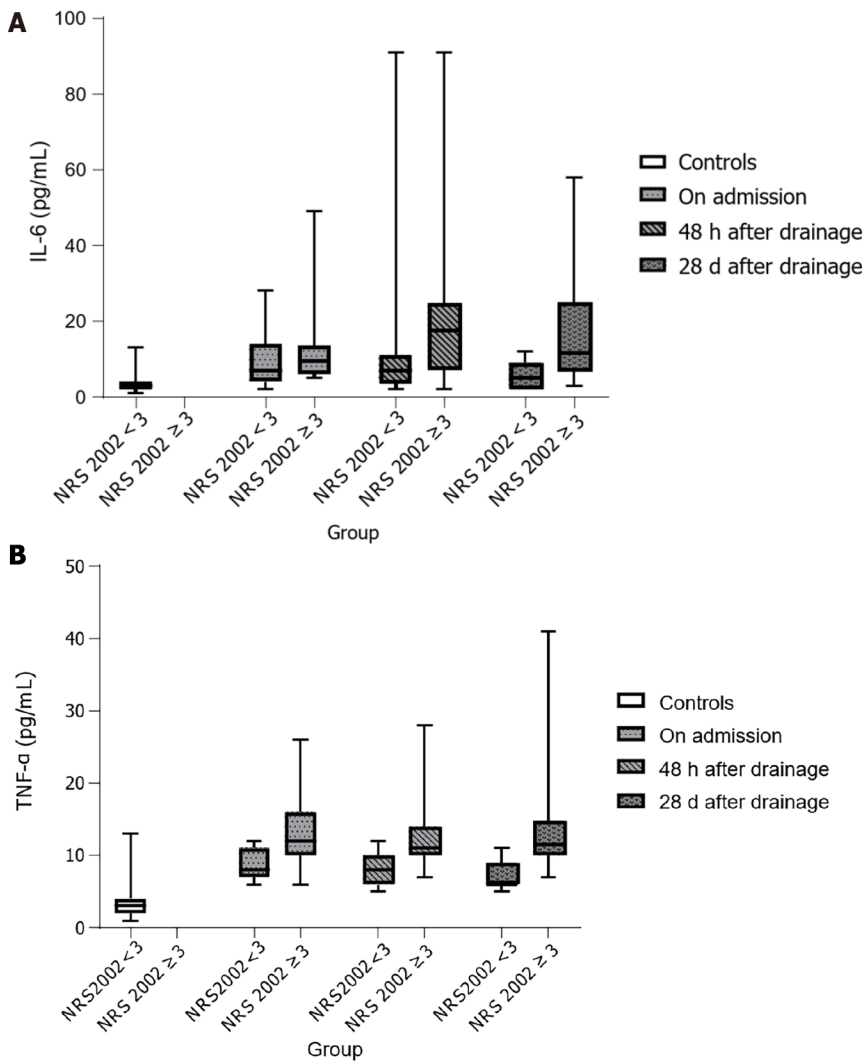 A
100
80
60
40
20
0
IL-6 (pg/mL)
NRS 2002 <3
NRS 2002 ≥3
NRS 2002 <3
NRS 2002 ≥3
NRS 2002 <3
NRS 2002 ≥3
NRS 2002 <3
NRS 2002 ≥3
Group
Controls
On admission
48 h after drainage
28 d after drainage
B
50
40
30
20
10
0
TNF-α (pg/mL)
NRS2002<3
NRS 2002 ≥3
NRS2002<3
NRS 2002 ≥3
NRS2002<3
NRS 2002 ≥3
NRS2002<3
NRS 2002 ≥3
Group
Controls
On admission
48 h after drainage
28 d after drainage